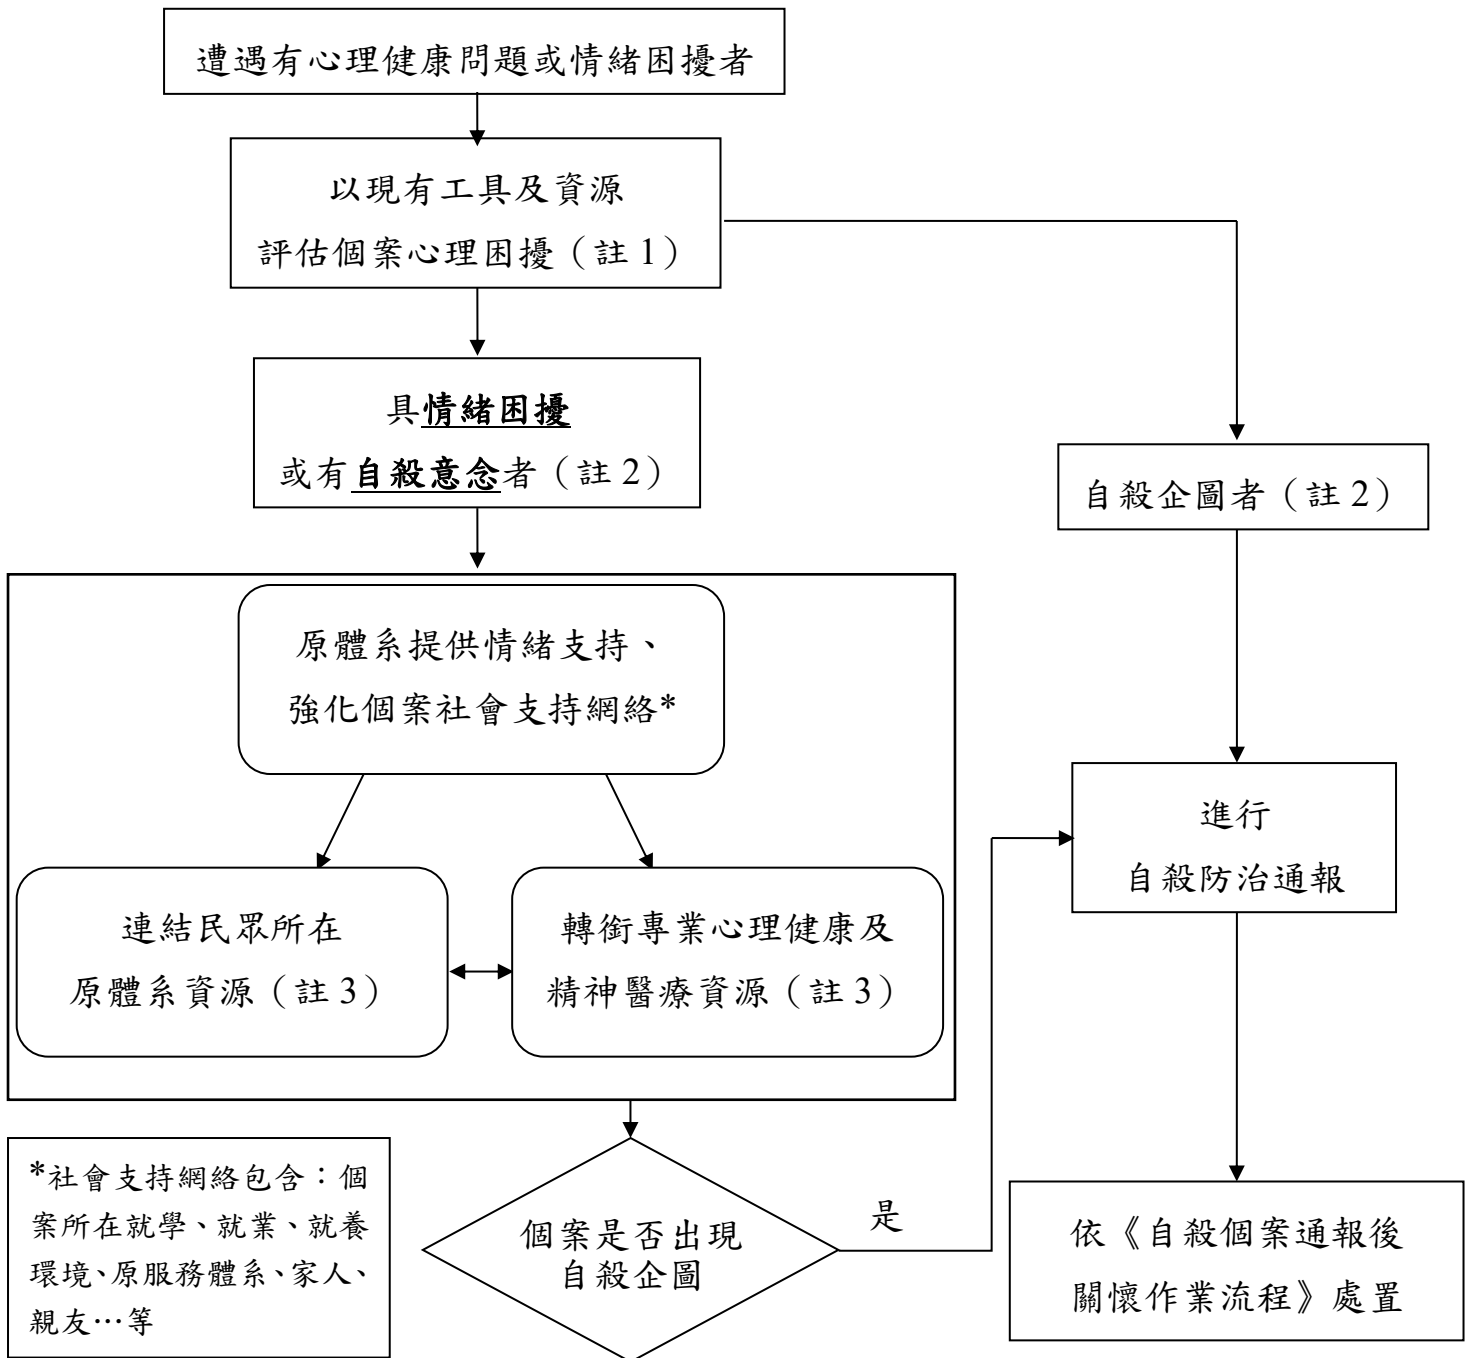 遭遇有心理健康問題或情緒困擾者
以現有工具及資源
評估個案心理困擾（註1）
具情緒困擾
或有自殺意念者（註2）
自殺企圖者（註2）
原體系提供情緒支持、
強化個案社會支持網絡*
連結民眾所在
原體系資源（註3）
轉銜專業心理健康及
精神醫療資源（註3）
進行
自殺防治通報
*社會支持網絡包含：個
案所在就學、就業、就養
環境、原服務體系、家人、
親友…等
個案是否出現
自殺企圖
是
依《自殺個案通報後
關懷作業流程》處置